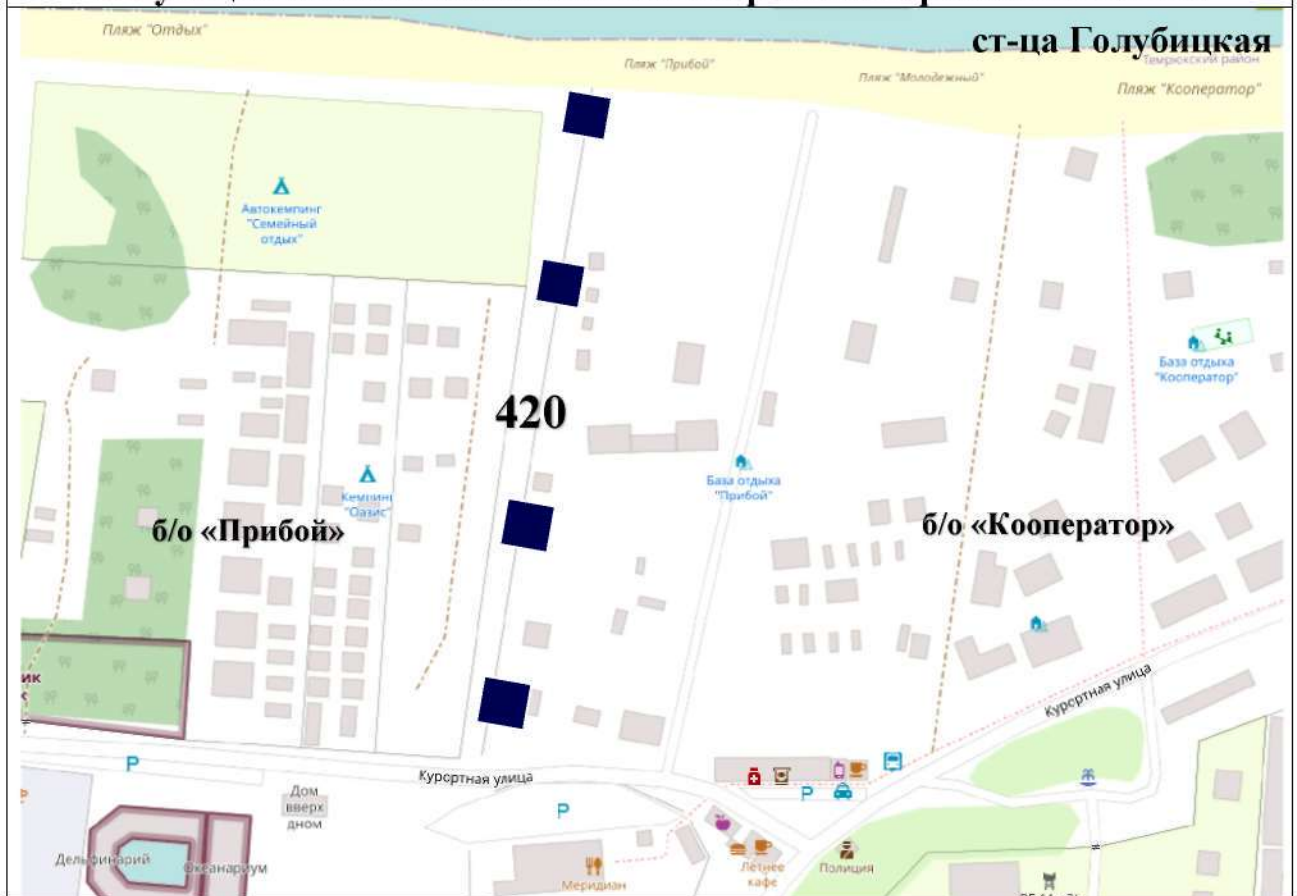 Пляж "Отдых"
ст-ца Голубицкая
Пляж "Прибой"
Темрюкский район
Пляж "Молодежный"
Пляж "Кооператор"
Автокемпинг
"Семейный
отдых"
База отдыха
"Кооператор"
420
База отдыха
"Прибой"
Кемпинг
"Оазис"
б/о «Прибой»
б/о «Кооператор»
ик
к
Курортная улица
P
Курортная улица
P
P
Дом
вверх
дном
Дельфинарий
Океанариум
Меридиан
Летнее
кафе
Полиция